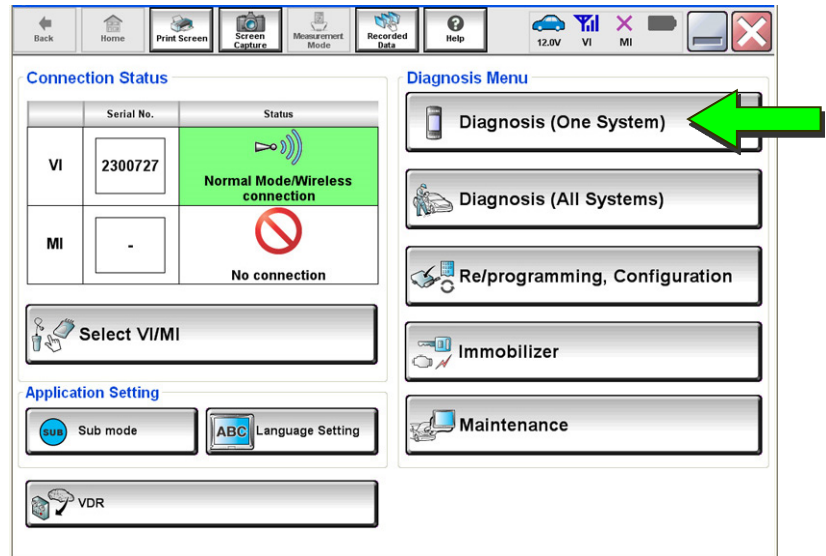 Back
Home
Print Screen
Screen
Capture
Measurement
Mode
Recorded
Data
Help
12.0V
VI
MI
Connection Status
Serial No.
Status
VI
2300727
Normal Mode/Wireless
connection
MI
-
No connection
Select VI/MI
Application Setting
SUB
Sub mode
ABC
Language Setting
VDR
Diagnosis Menu
Diagnosis (One System)
Diagnosis (All Systems)
Re/programming, Configuration
Immobilizer
Maintenance